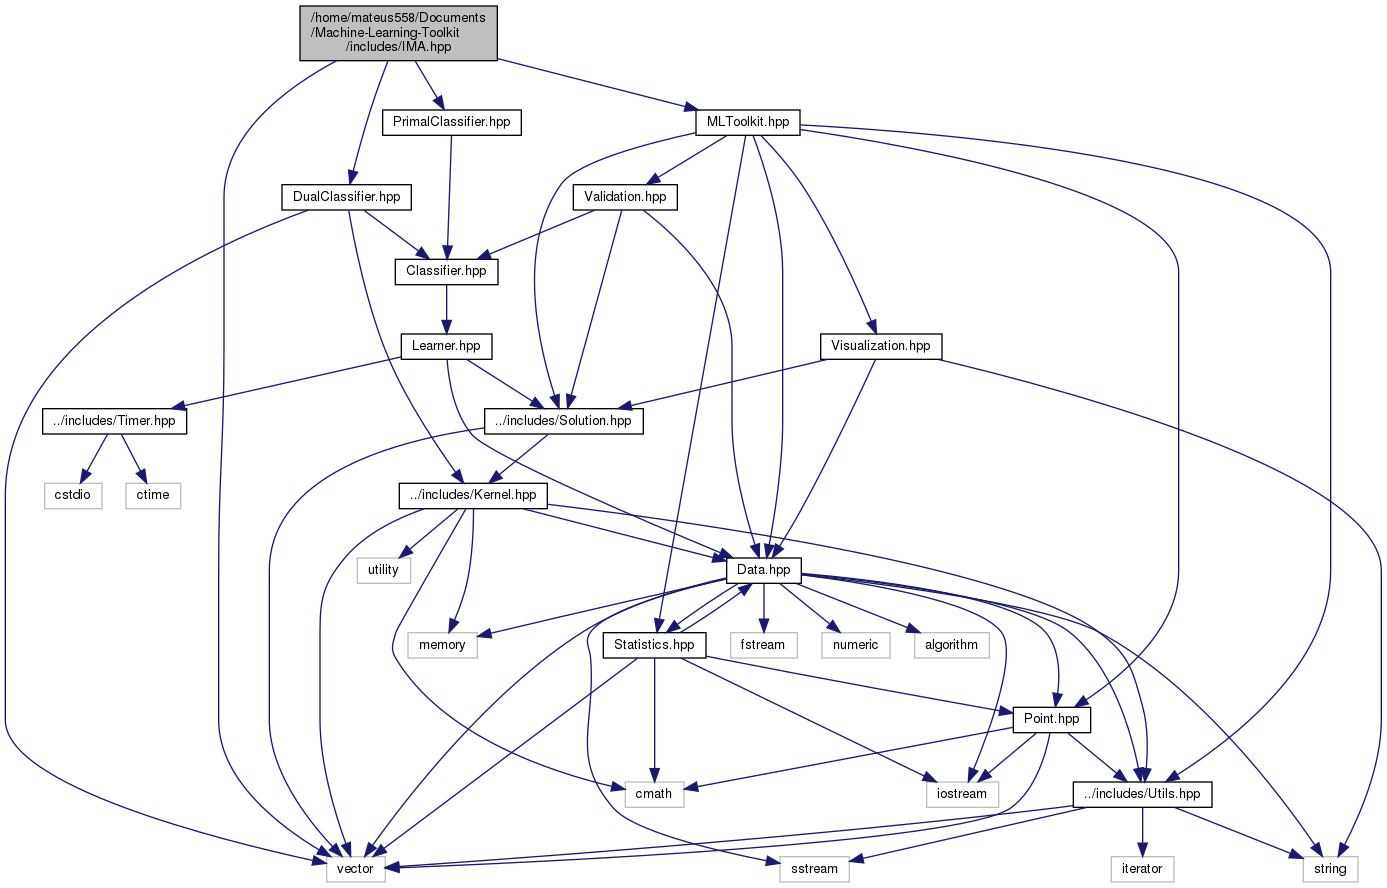 /home/mateus558/Documents
/Machine-Learning-Toolkit
/includes/IMA.hpp
PrimalClassifier.hpp
MLToolkit.hpp
DualClassifier.hpp
Validation.hpp
Classifier.hpp
Learner.hpp
Visualization.hpp
../includes/Timer.hpp
../includes/Solution.hpp
cstdio
ctime
../includes/Kernel.hpp
utility
Data.hpp
memory
Statistics.hpp
fstream
numeric
algorithm
Point.hpp
cmath
iostream
../includes/Utils.hpp
vector
sstream
iterator
string